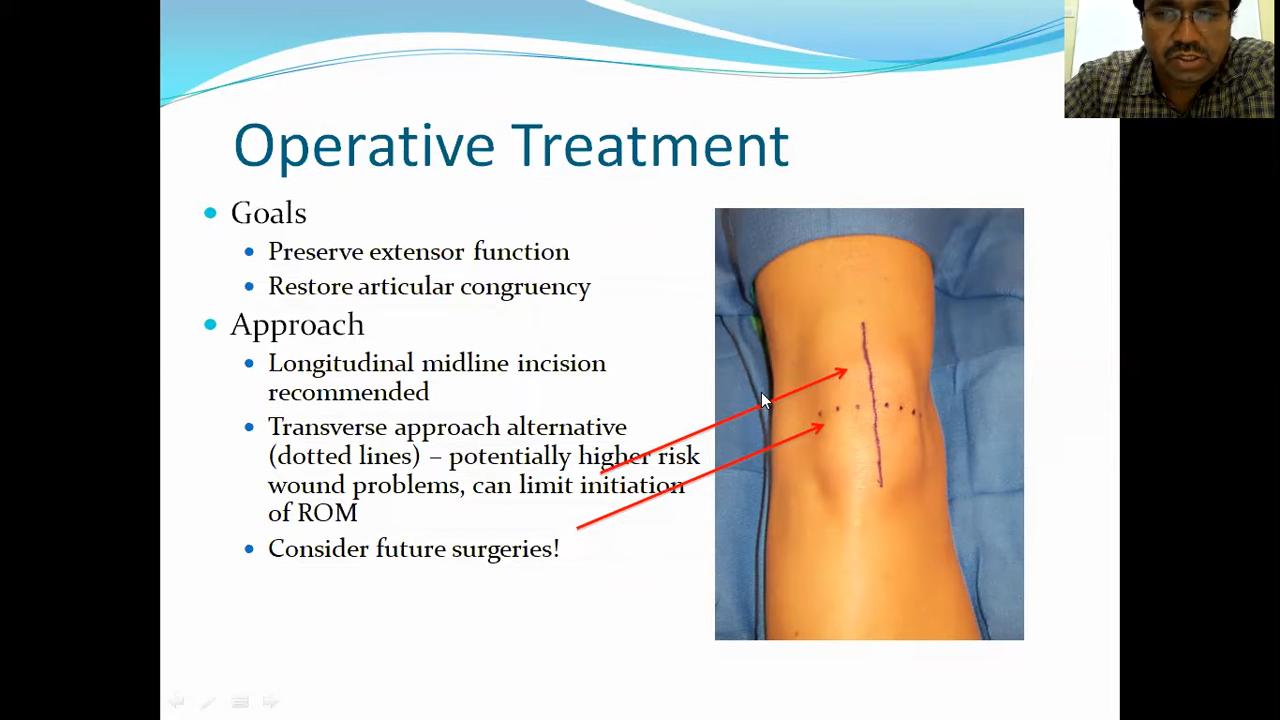 Operative Treatment
Goals
Preserve extensor function
Restore articular congruency
Approach
Longitudinal midline incision
recommended
Transverse approach alternative
(dotted lines) – potentially higher risk
wound problems, can limit initiation
of ROM
Consider future surgeries!